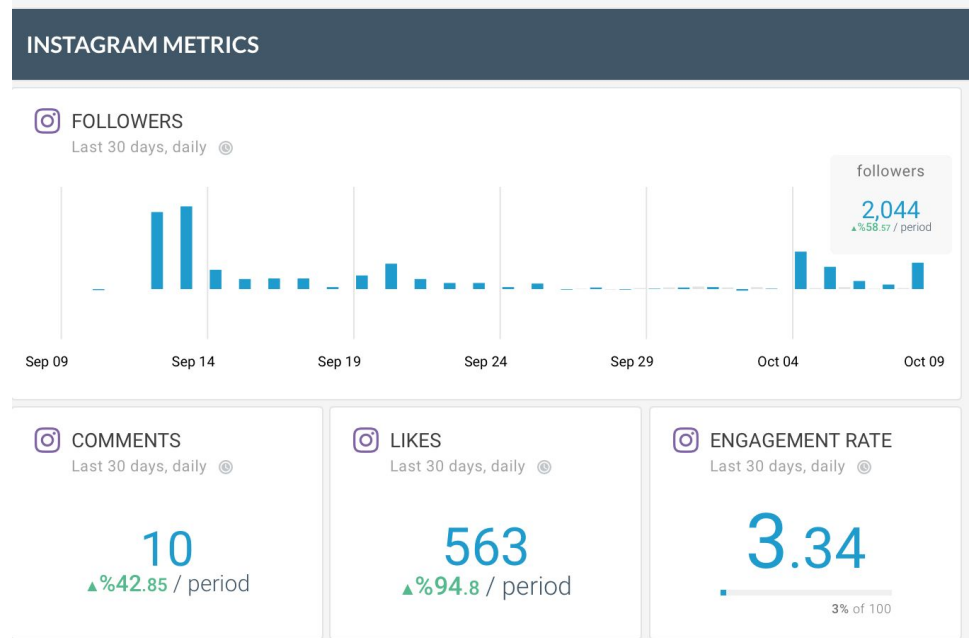 INSTAGRAM METRICS
FOLLOWERS
Last 30 days, daily
followers
2,044
▲%58.57 / period
Sep 09 Sep 14 Sep 19 Sep 24 Sep 29 Oct 04 Oct 09
COMMENTS
Last 30 days, daily
10
▲%42.85 / period
LIKES
Last 30 days, daily
563
▲%94.8 / period
ENGAGEMENT RATE
Last 30 days, daily
3.34
3% of 100